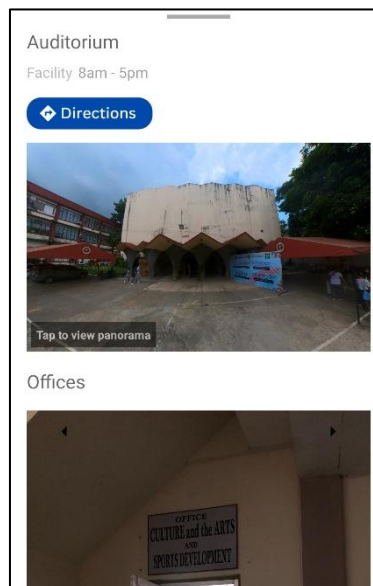 Auditorium
Facility 8am - 5pm
Directions
Tap to view panorama
Offices
OFFICE
CULTURE and the ARTS
AND
SPORTS DEVELOPMENT